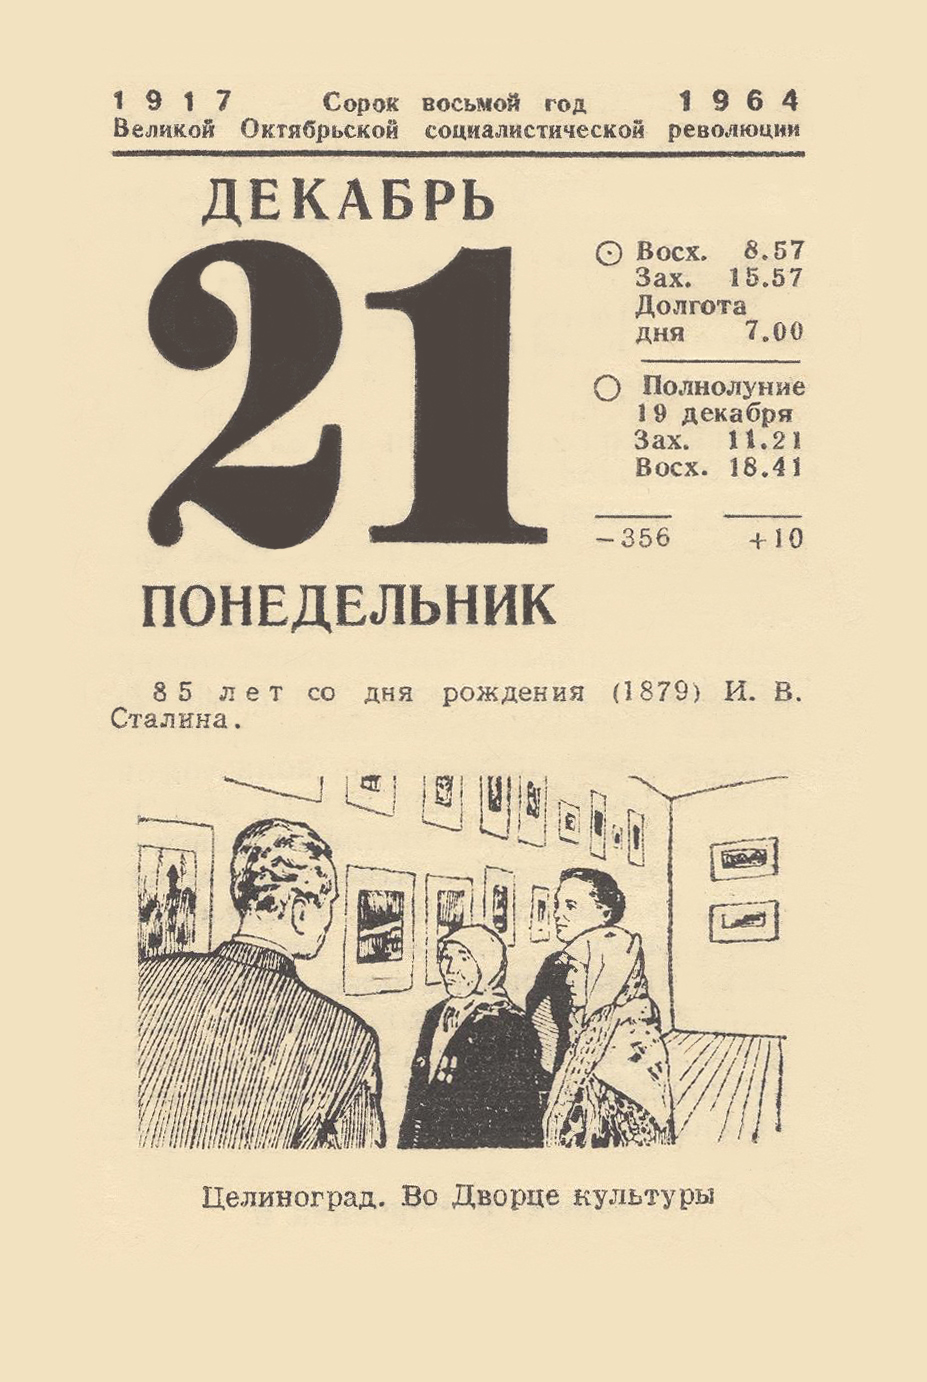 1917 Сорок восьмой год 1964
Великой Октябрьской социалистической революции
ДЕКАБРЬ
21
ПОНЕДЕЛЬНИК
Восх. 8.57
Зах. 15.57
Долгота
дня 7.00
Полнолуние
19 декабря
Зах. 11.21
Восх. 18.41
−356 +10
85 лет со дня рождения (1879) И. В.
Сталина.
Целиноград. Во Дворце культуры